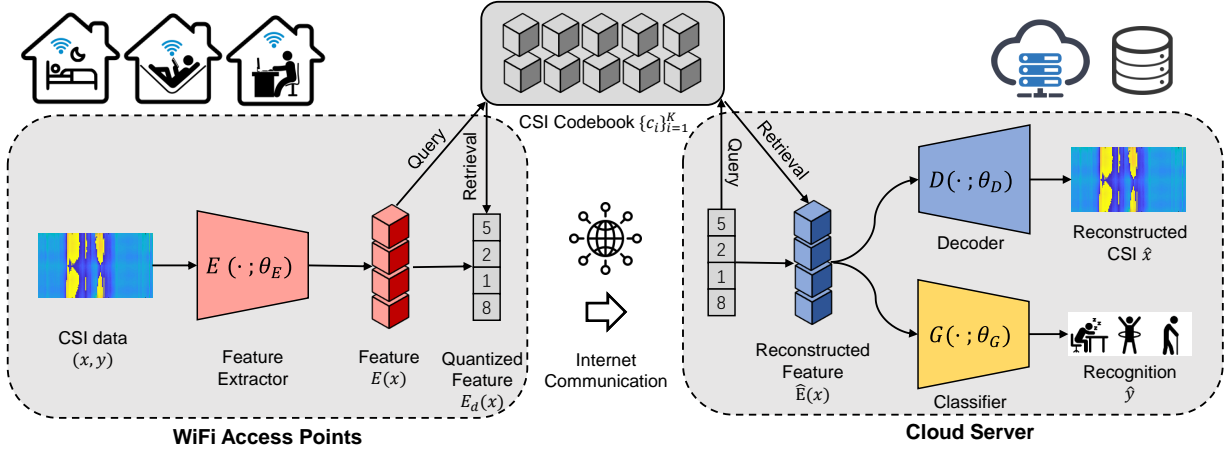 CSI Codebook {c_i}_{i=1}^K
Query
Retrieval
Query
Retrieval
E (· ; θ_E)
5
2
1
8
CSI data
(x, y)
Feature
Extractor
Feature
E(x)
Quantized
Feature
E_d(x)
WiFi Access Points
Internet
Communication
5
2
1
8
Reconstructed
Feature
Ê(x)
D(· ; θ_D)
Decoder
Reconstructed
CSI x̂
G(· ; θ_G)
Classifier
Recognition
ŷ
Cloud Server